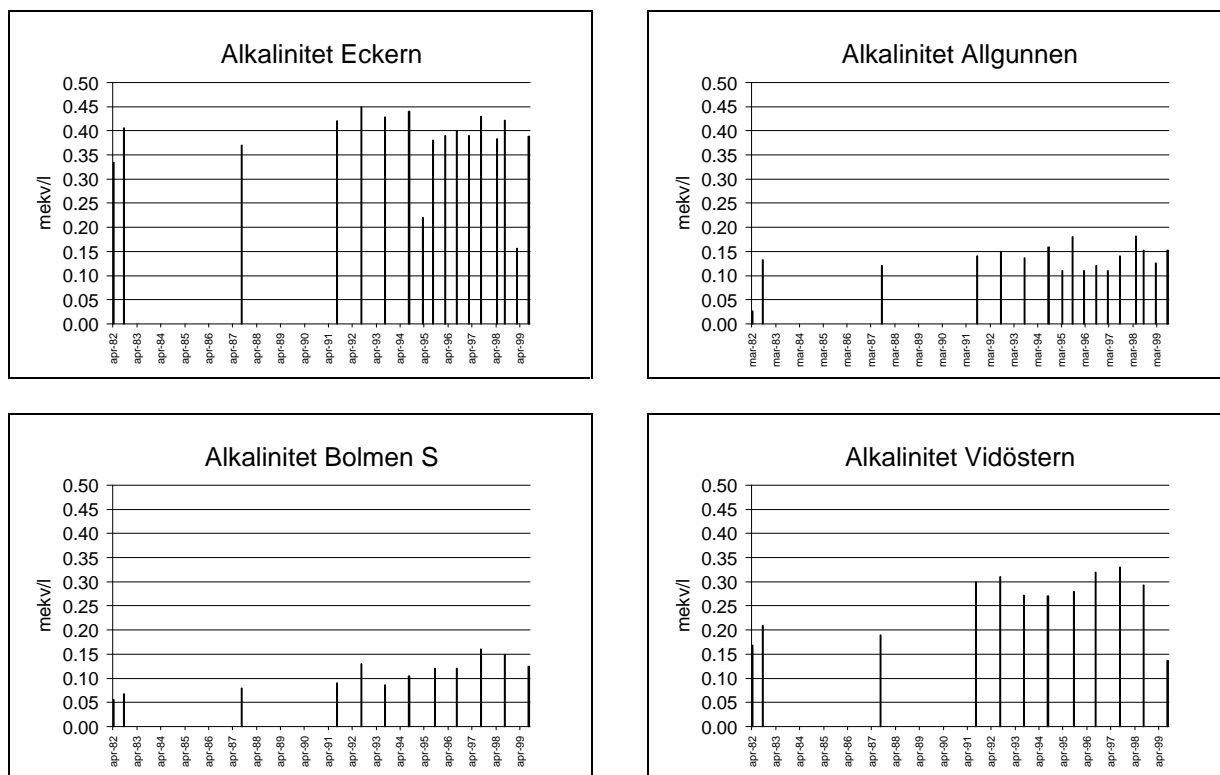 Alkalinitet Eckern
mekv/l
0.50
0.45
0.40
0.35
0.30
0.25
0.20
0.15
0.10
0.05
0.00
apr-82
apr-83
apr-84
apr-85
apr-86
apr-87
apr-88
apr-89
apr-90
apr-91
apr-92
apr-93
apr-94
apr-95
apr-96
apr-97
apr-98
apr-99
Alkalinitet Allgunnen
mekv/l
0.50
0.45
0.40
0.35
0.30
0.25
0.20
0.15
0.10
0.05
0.00
mar-82
mar-83
mar-84
mar-85
mar-86
mar-87
mar-88
mar-89
mar-90
mar-91
mar-92
mar-93
mar-94
mar-95
mar-96
mar-97
mar-98
mar-99
Alkalinitet Bolmen S
mekv/l
0.50
0.45
0.40
0.35
0.30
0.25
0.20
0.15
0.10
0.05
0.00
apr-82
apr-83
apr-84
apr-85
apr-86
apr-87
apr-88
apr-89
apr-90
apr-91
apr-92
apr-93
apr-94
apr-95
apr-96
apr-97
apr-98
apr-99
Alkalinitet Vidöstern
mekv/l
0.50
0.45
0.40
0.35
0.30
0.25
0.20
0.15
0.10
0.05
0.00
apr-82
apr-83
apr-84
apr-85
apr-86
apr-87
apr-88
apr-89
apr-90
apr-91
apr-92
apr-93
apr-94
apr-95
apr-96
apr-97
apr-98
apr-99